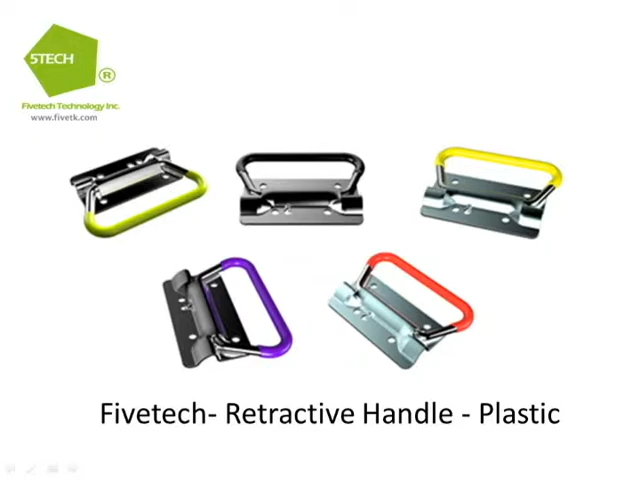 5TECH
®
Fivetech Technology Inc.
www.fivetk.com
Fivetech- Retractive Handle - Plastic